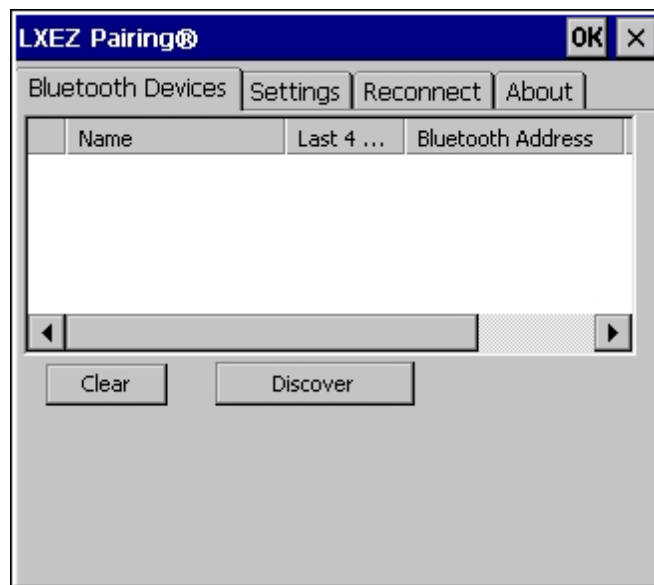 LXEZ Pairing® OK ×
Bluetooth Devices Settings Reconnect About
Name Last 4 ... Bluetooth Address
Clear Discover